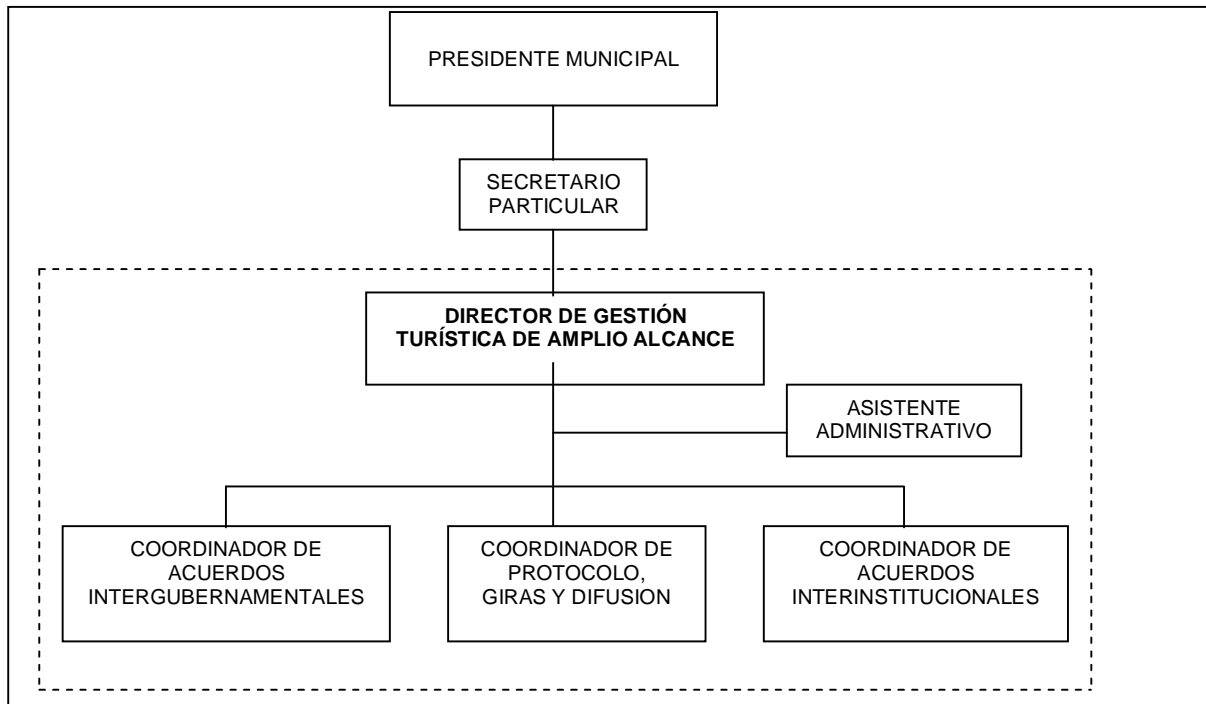 PRESIDENTE MUNICIPAL
SECRETARIO
PARTICULAR
DIRECTOR DE GESTIÓN
TURÍSTICA DE AMPLIO ALCANCE
ASISTENTE
ADMINISTRATIVO
COORDINADOR DE
ACUERDOS
INTERGUBERNAMENTALES
COORDINADOR DE
PROTOCOLO,
GIRAS Y DIFUSION
COORDINADOR DE
ACUERDOS
INTERINSTITUCIONALES